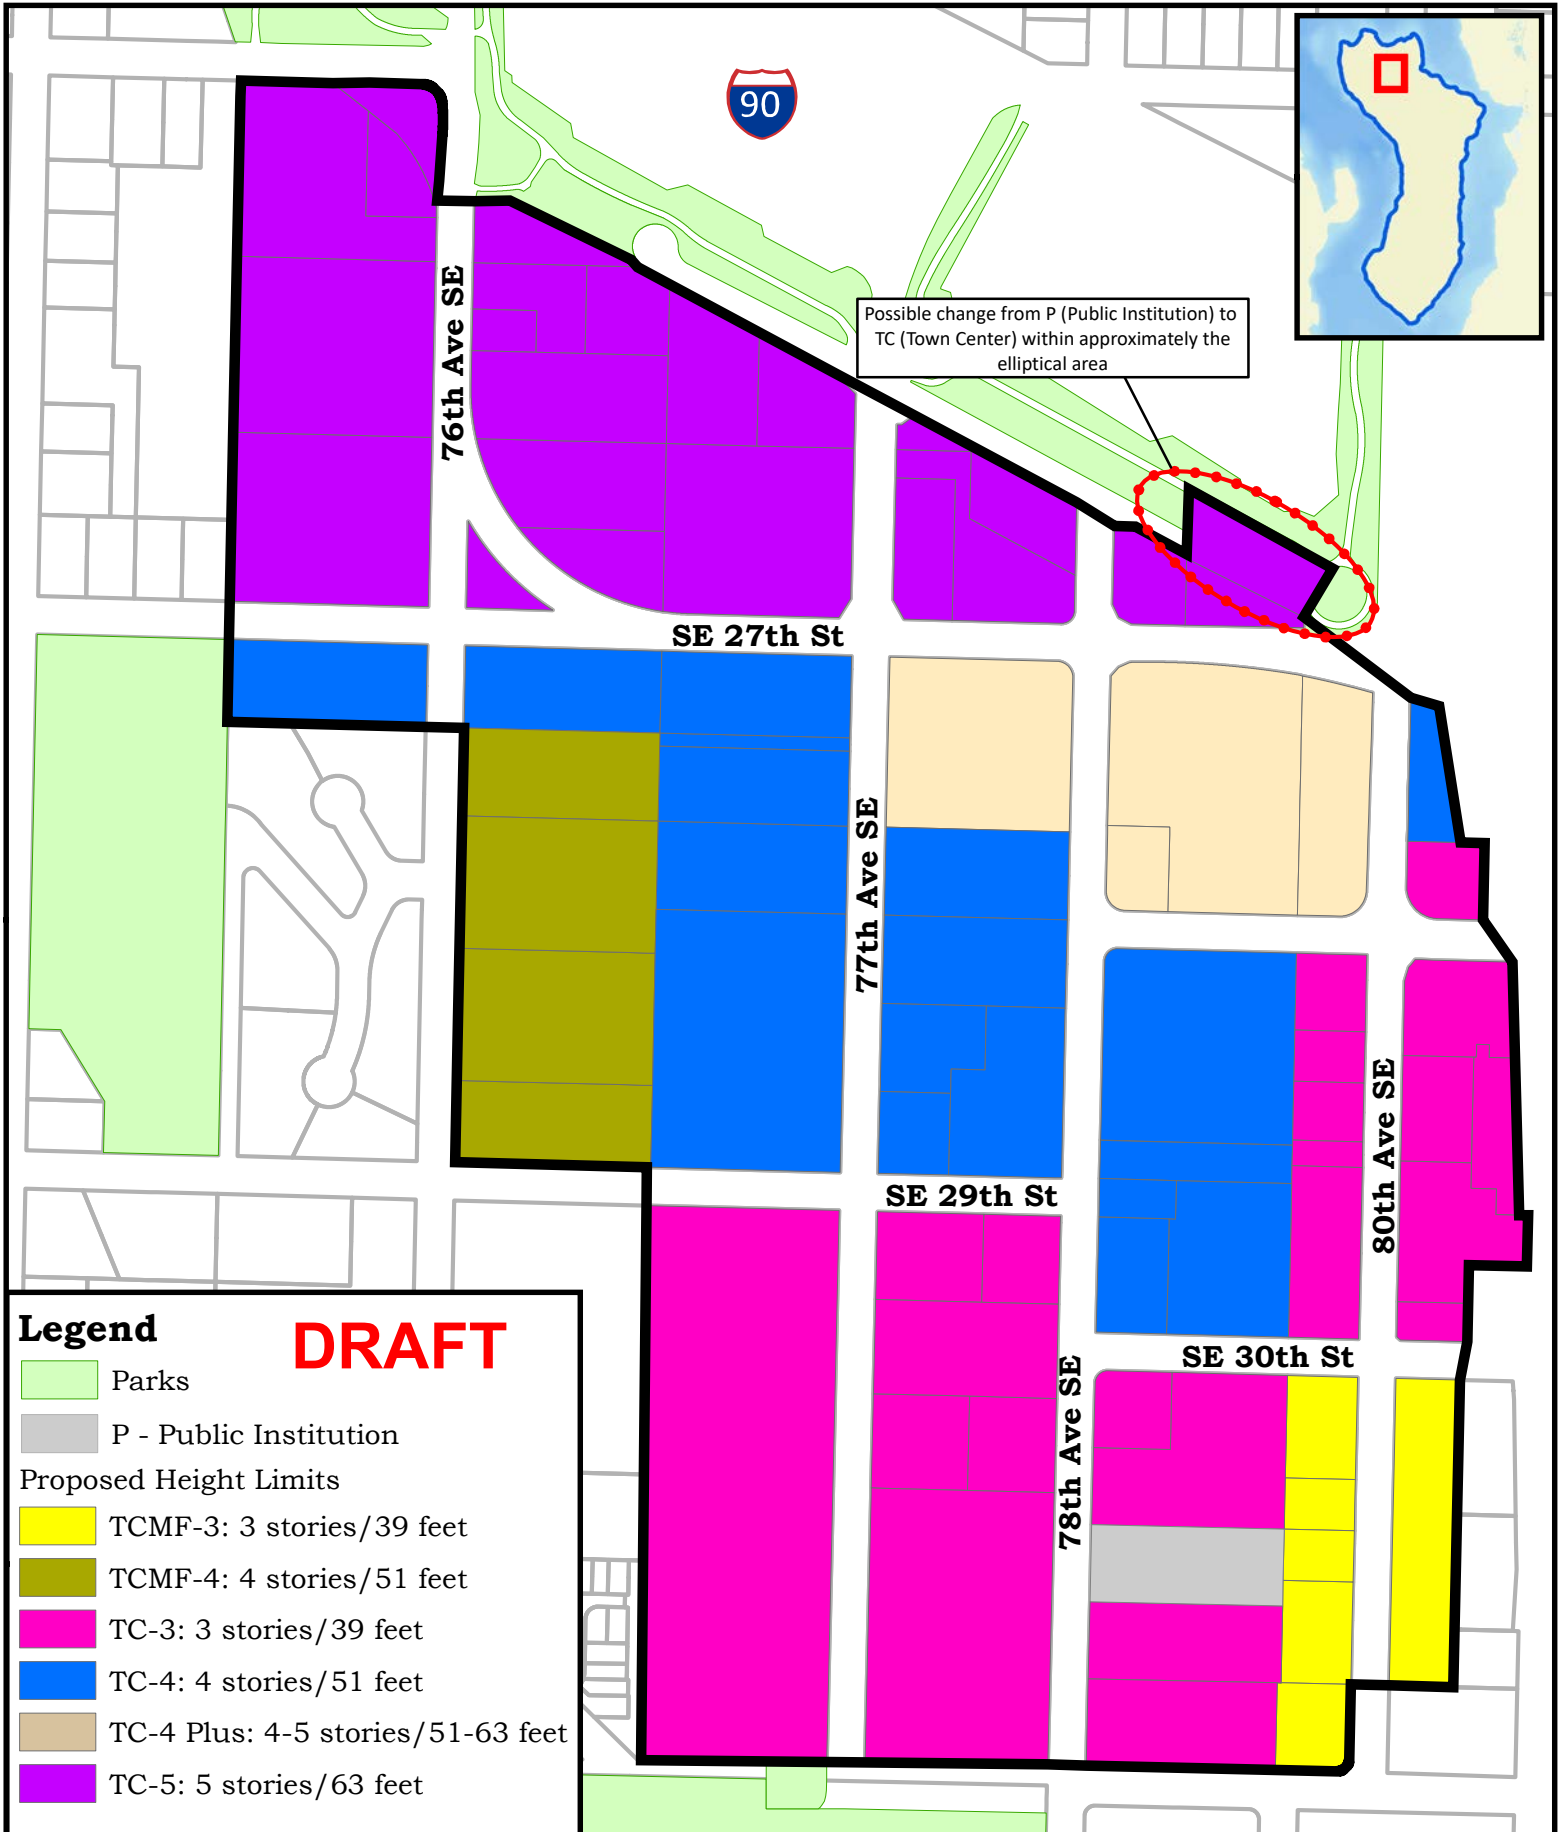 90
Possible change from P (Public Institution) to
TC (Town Center) within approximately the
elliptical area
76th Ave SE
SE 27th St
77th Ave SE
SE 29th St
80th Ave SE
SE 30th St
78th Ave SE
Legend
DRAFT
Parks
P - Public Institution
Proposed Height Limits
TCMF-3: 3 stories/39 feet
TCMF-4: 4 stories/51 feet
TC-3: 3 stories/39 feet
TC-4: 4 stories/51 feet
TC-4 Plus: 4-5 stories/51-63 feet
TC-5: 5 stories/63 feet